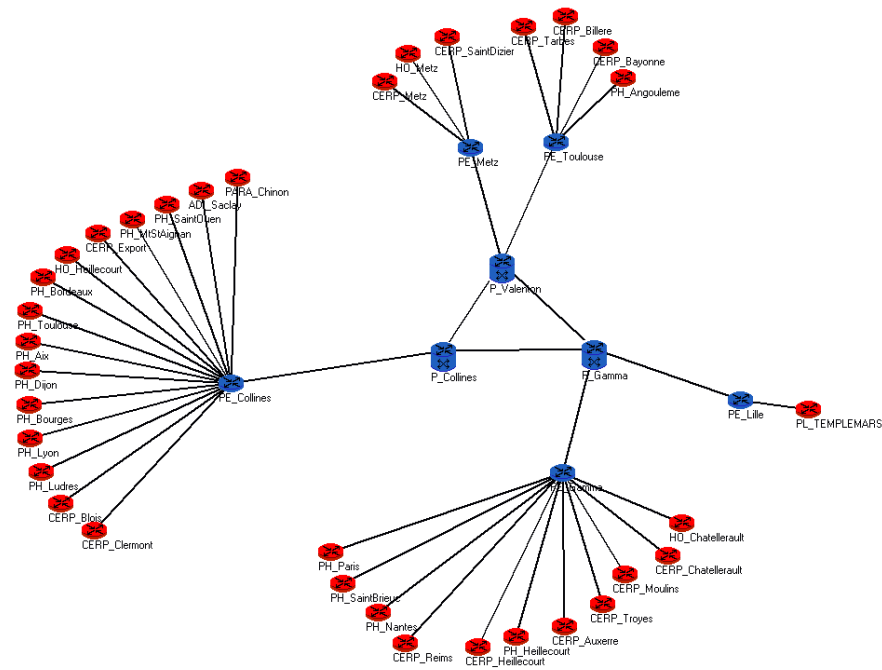 CERP_Billere
CERP_Tarbes
CERP_SaintDizier
CERP_Bayonne
HO_Metz
PH_Angouleme
CERP_Metz
PE_Metz
PE_Toulouse
PARA_Chinon
PH_SaintOuen
PH_MtStAignan
CERP_Export
HO_Heillecourt
PH_Bordeaux
P_Valenton
PH_Toulouse
PH_Aix
P_Collines
P_Gamma
PH_Dijon
PE_Collines
PE_Lille
PH_Bourges
PL_TEMPLEMARS
PH_Lyon
PH_Ludres
PE_Gamma
CERP_Blois
CERP_Clermont
HO_Chatellerault
PH_Paris
CERP_Chatellerault
CERP_Moulins
PH_SaintBrieuc
CERP_Troyes
PH_Nantes
CERP_Auxerre
PH_Heillecourt
CERP_Reims
CERP_Heillecourt